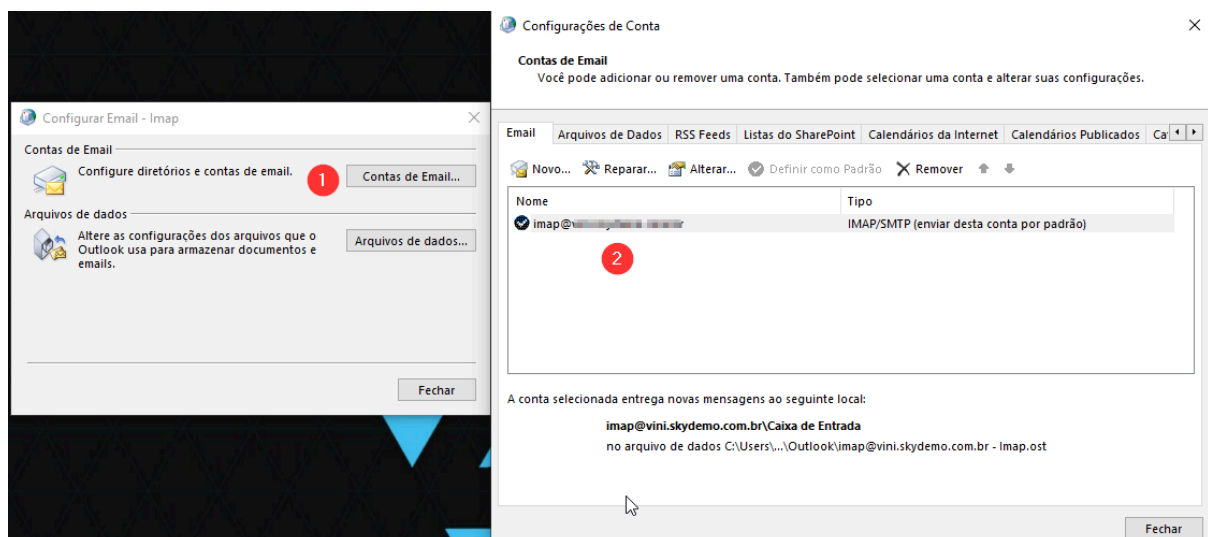 Configurar Email - Imap
Contas de Email
Configure diretórios e contas de email.
1
Contas de Email...
Arquivos de dados
Altere as configurações dos arquivos que o
Outlook usa para armazenar documentos e
emails.
Arquivos de dados...
Fechar
Configurações de Conta
Contas de Email
Você pode adicionar ou remover uma conta. Também pode selecionar uma conta e alterar suas configurações.
Email Arquivos de Dados RSS Feeds Listas do SharePoint Calendários da Internet Calendários Publicados Ca
Novo... Reparar... Alterar... Definir como Padrão Remover
Nome Tipo
imap@ IMAP/SMTP (enviar desta conta por padrão)
2
A conta selecionada entrega novas mensagens ao seguinte local:
imap@vini.skydemo.com.br\Caixa de Entrada
no arquivo de dados C:\Users\...\Outlook\imap@vini.skydemo.com.br - Imap.ost
Fechar